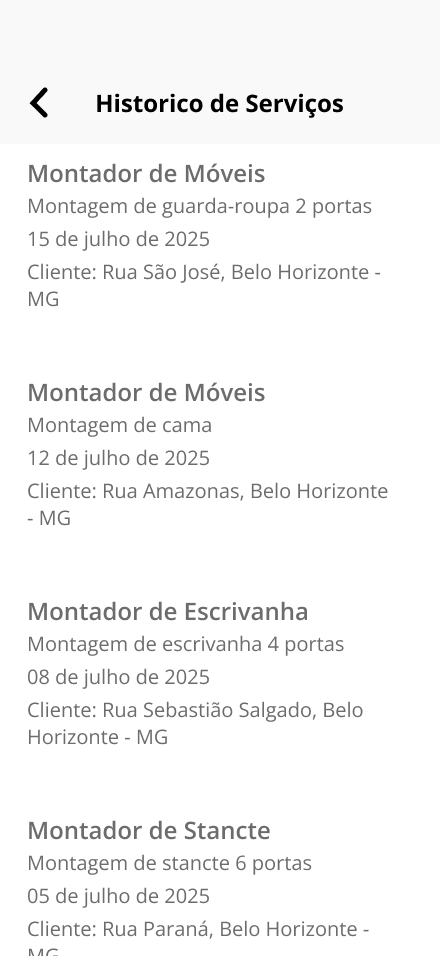 Historico de Serviços
Montador de Móveis
Montagem de guarda-roupa 2 portas
15 de julho de 2025
Cliente: Rua São José, Belo Horizonte -
MG
Montador de Móveis
Montagem de cama
12 de julho de 2025
Cliente: Rua Amazonas, Belo Horizonte
- MG
Montador de Escrivanha
Montagem de escrivanha 4 portas
08 de julho de 2025
Cliente: Rua Sebastião Salgado, Belo
Horizonte - MG
Montador de Stancte
Montagem de stancte 6 portas
05 de julho de 2025
Cliente: Rua Paraná, Belo Horizonte -
MG